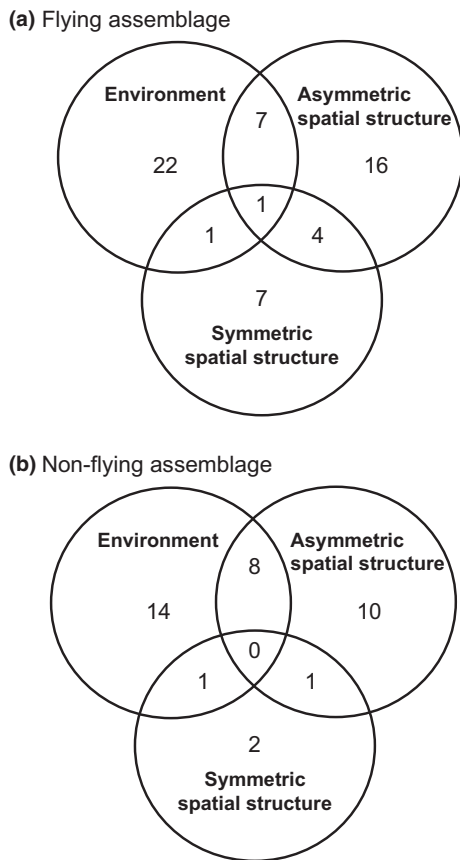 (a) Flying assemblage
Environment
Asymmetric
spatial structure
7
22
16
1
1
4
7
Symmetric
spatial structure
(b) Non-flying assemblage
Environment
Asymmetric
spatial structure
8
14
10
0
1
1
2
Symmetric
spatial structure